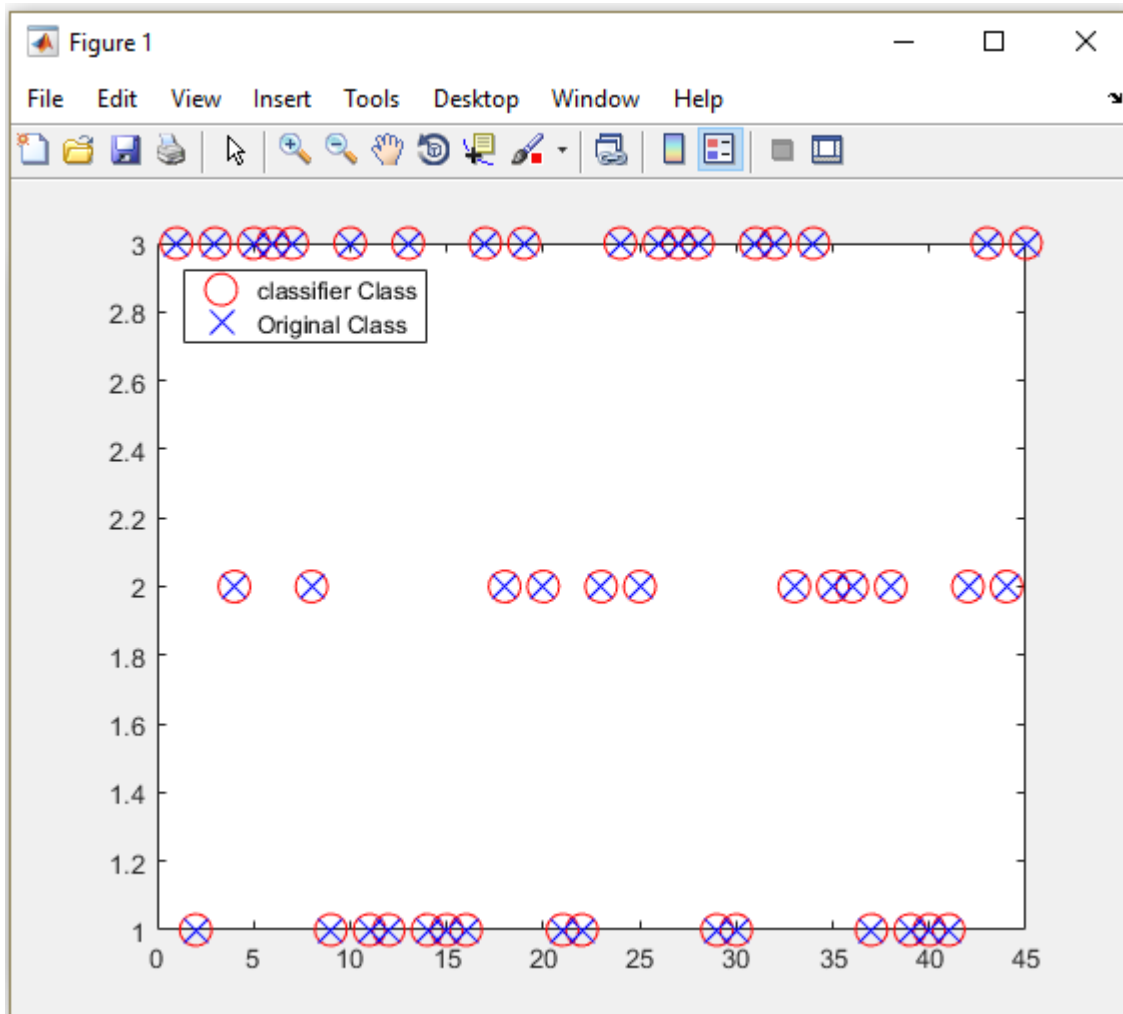 Figure 1
File Edit View Insert Tools Desktop Window Help
3
classifier Class
Original Class
2.8
2.6
2.4
2.2
2
1.8
1.6
1.4
1.2
1
0 5 10 15 20 25 30 35 40 45